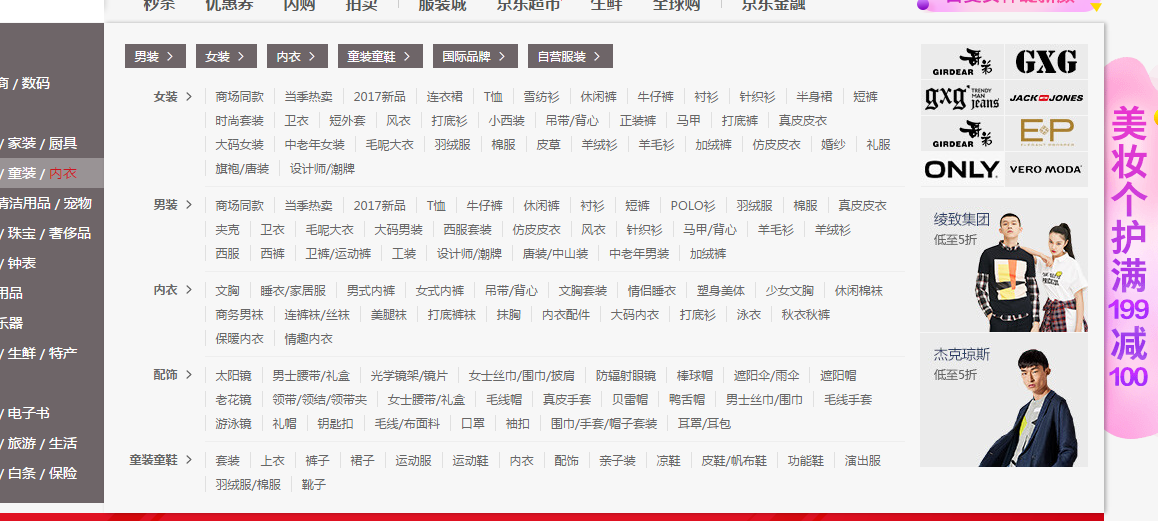 秒杀 优惠券 闪购 拍卖 服装城 京东超市 生鲜 全球购 京东金融
商 / 数码
/ 家装 / 厨具
/ 童装 / 内衣
清洁用品 / 宠物
/ 珠宝 / 奢侈品
/ 钟表
用品
乐器
/ 生鲜 / 特产
/ 电子书
/ 旅游 / 生活
/ 白条 / 保险
男装 > 女装 > 内衣 > 童装童鞋 > 国际品牌 > 自营服装 >
女装 > 商场同款 当季热卖 2017新品 连衣裙 T恤 雪纺衫 休闲裤 牛仔裤 衬衫 针织衫 半身裙 短裤
时尚套装 卫衣 短外套 风衣 打底衫 小西装 吊带/背心 正装裤 马甲 打底裤 真皮皮衣
大码女装 中老年女装 毛呢大衣 羽绒服 棉服 皮草 羊绒衫 羊毛衫 加绒裤 仿皮皮衣 婚纱 礼服
旗袍/唐装 设计师/潮牌
男装 > 商场同款 当季热卖 2017新品 T恤 牛仔裤 休闲裤 衬衫 短裤 POLO衫 羽绒服 棉服 真皮皮衣
夹克 卫衣 毛呢大衣 大码男装 西服套装 仿皮皮衣 风衣 针织衫 马甲/背心 羊毛衫 羊绒衫
西服 西裤 卫裤/运动裤 工装 设计师/潮牌 唐装/中山装 中老年男装 加绒裤
内衣 > 文胸 睡衣/家居服 男式内裤 女式内裤 吊带/背心 文胸套装 情侣睡衣 塑身美体 少女文胸 休闲棉袜
商务男袜 连裤袜/丝袜 美腿袜 打底裤袜 抹胸 内衣配件 大码内衣 打底衫 泳衣 秋衣秋裤
保暖内衣 情趣内衣
配饰 > 太阳镜 男士腰带/礼盒 光学镜架/镜片 女士丝巾/围巾/披肩 防辐射眼镜 棒球帽 遮阳伞/雨伞 遮阳帽
老花镜 领带/领结/领带夹 女士腰带/礼盒 毛线帽 真皮手套 贝雷帽 鸭舌帽 男士丝巾/围巾 毛线手套
游泳镜 礼帽 钥匙扣 毛线/布面料 口罩 袖扣 围巾/手套/帽子套装 耳罩/耳包
童装童鞋 > 套装 上衣 裤子 裙子 运动服 运动鞋 内衣 配饰 亲子装 凉鞋 皮鞋/帆布鞋 功能鞋 演出服
羽绒服/棉服 靴子
GIRDEAR 哥弟 GXG
gxg jeans TRENDY MAN JACK JONES
GIRDEAR 哥弟 E P
ONLY. VERO MODA
绫致集团
低至5折
杰克琼斯
低至5折
美妆个护满
199
减
100